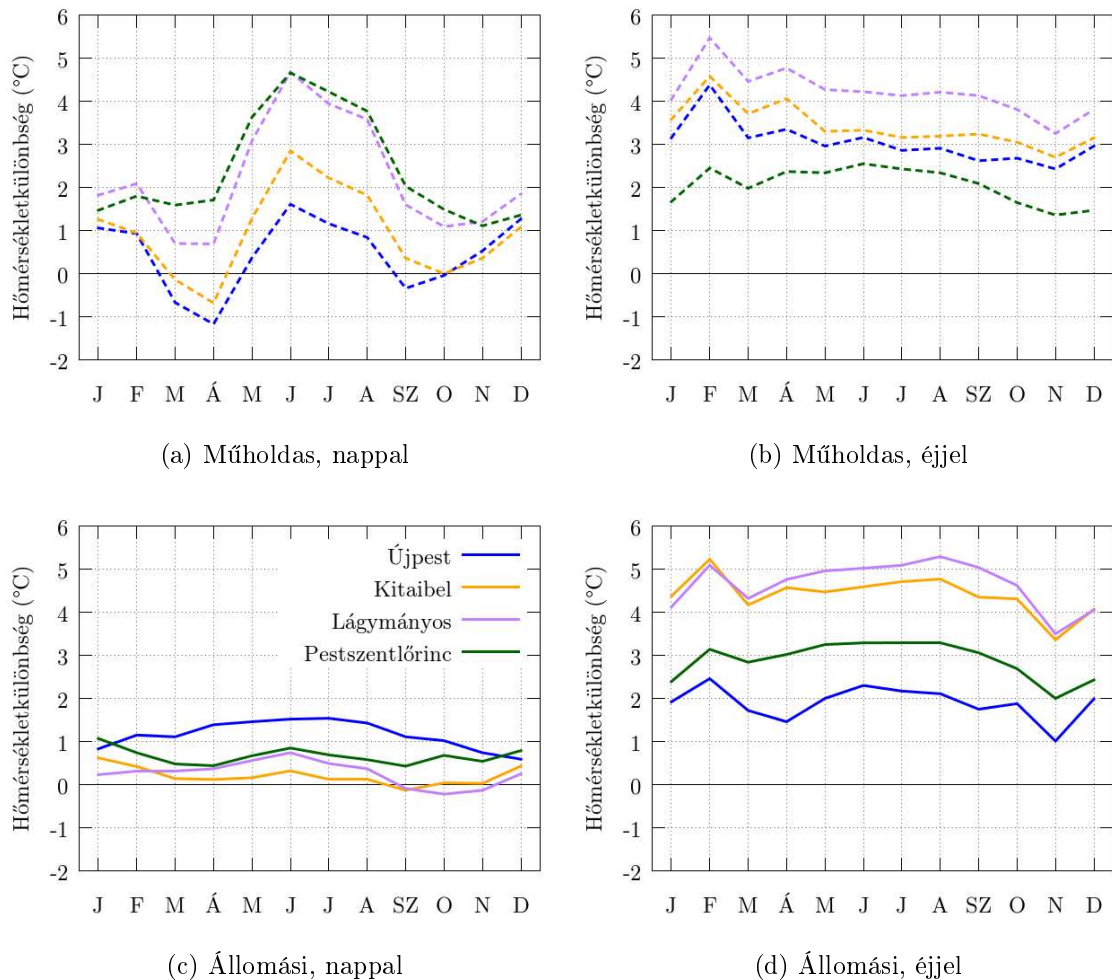 Hőmérsékletkülönbség (°C)
6
5
4
3
2
1
0
-1
-2
J F M Á M J J A SZ O N D
(a) Műholdas, nappal
Hőmérsékletkülönbség (°C)
6
5
4
3
2
1
0
-1
-2
J F M Á M J J A SZ O N D
(b) Műholdas, éjjel
Hőmérsékletkülönbség (°C)
6
5
4
3
2
1
0
-1
-2
Újpest
Kitaibel
Lágymányos
Pestszentlőrinc
J F M Á M J J A SZ O N D
(c) Állomási, nappal
Hőmérsékletkülönbség (°C)
6
5
4
3
2
1
0
-1
-2
J F M Á M J J A SZ O N D
(d) Állomási, éjjel